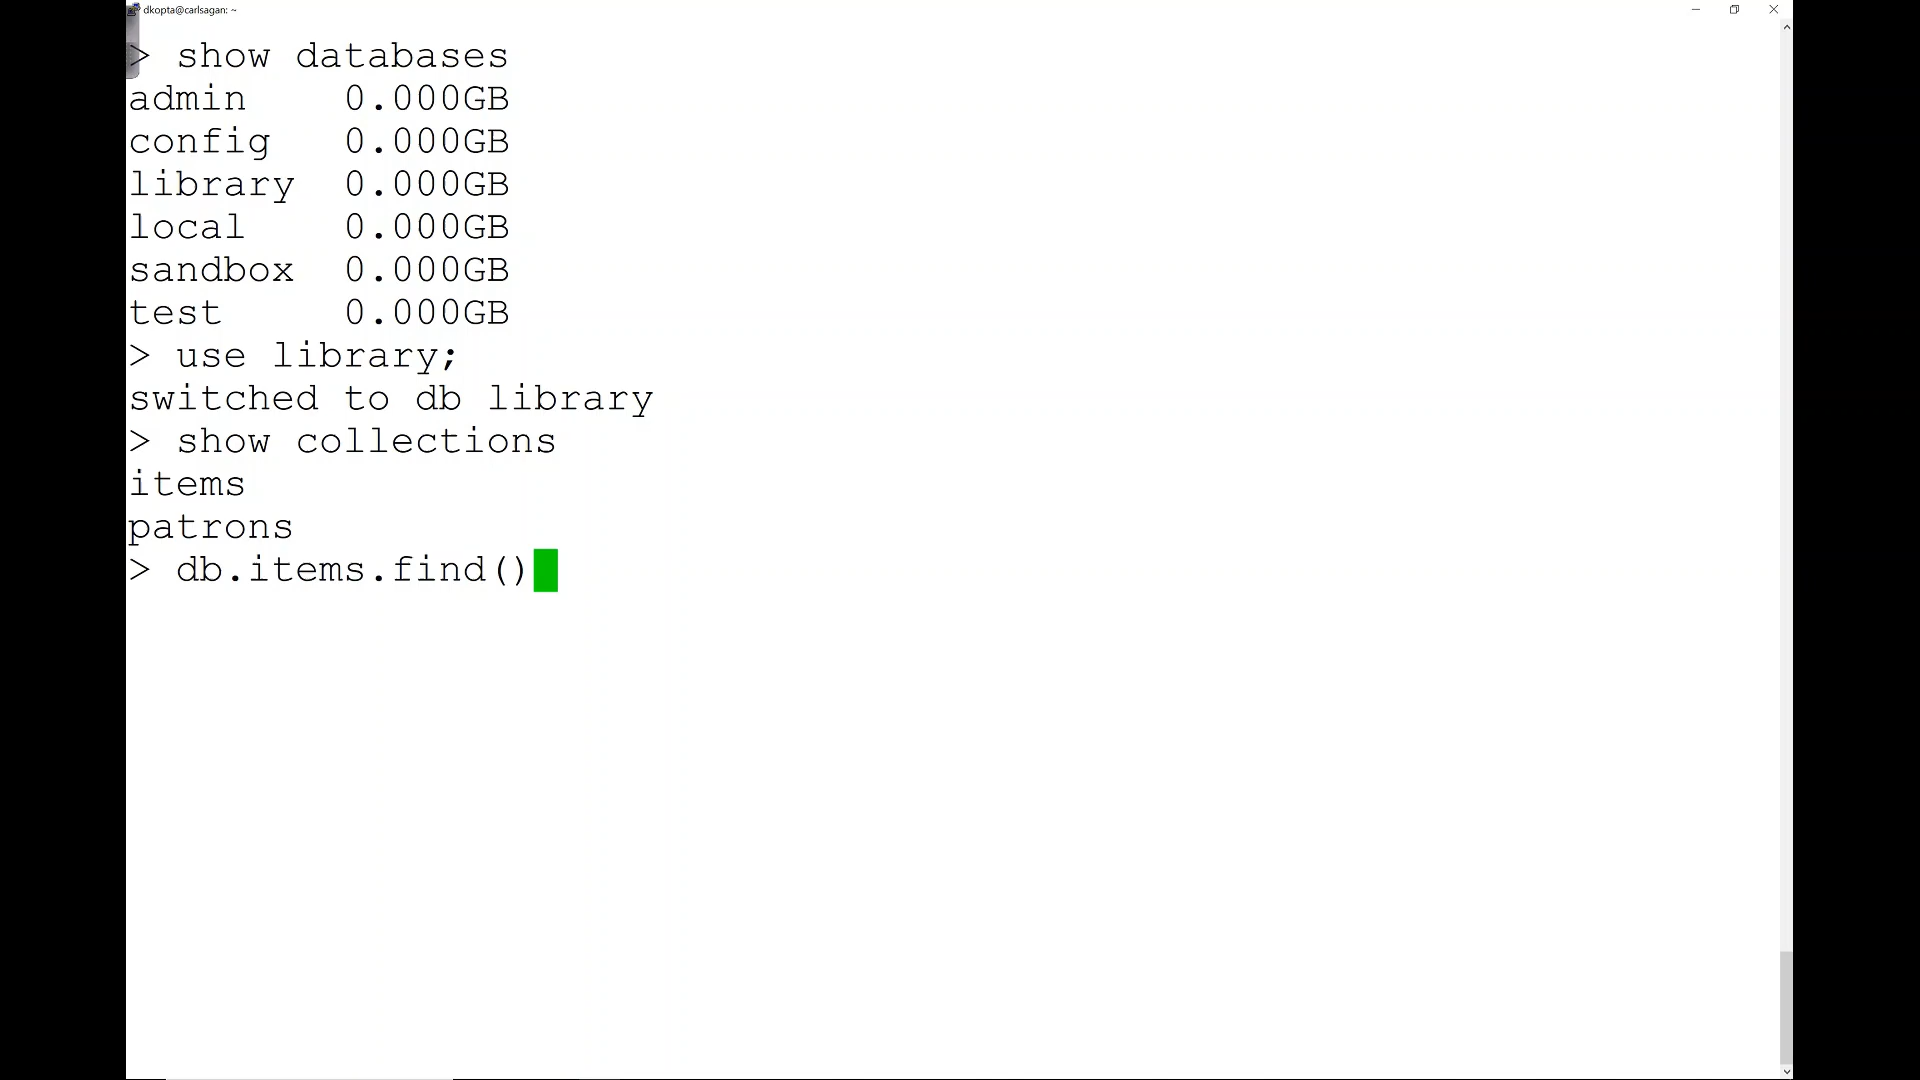 dkopta@carlsagan: ~
> show databases
admin    0.000GB
config   0.000GB
library  0.000GB
local    0.000GB
sandbox  0.000GB
test     0.000GB
> use library;
switched to db library
> show collections
items
patrons
> db.items.find()